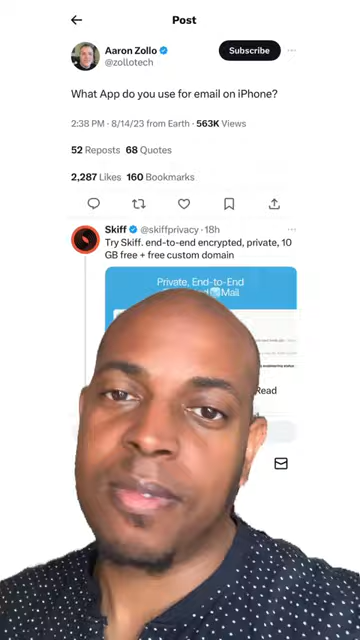 Post
Aaron Zollo
Subscribe
@zollotech
What App do you use for email on iPhone?
2:38 PM · 8/14/23 from Earth · 563K Views
52 Reposts 68 Quotes
2,287 Likes 160 Bookmarks
Skiff @skiffprivacy · 18h
Try Skiff. end-to-end encrypted, private, 10
GB free + free custom domain
Private, End-to-End
Mail
Read